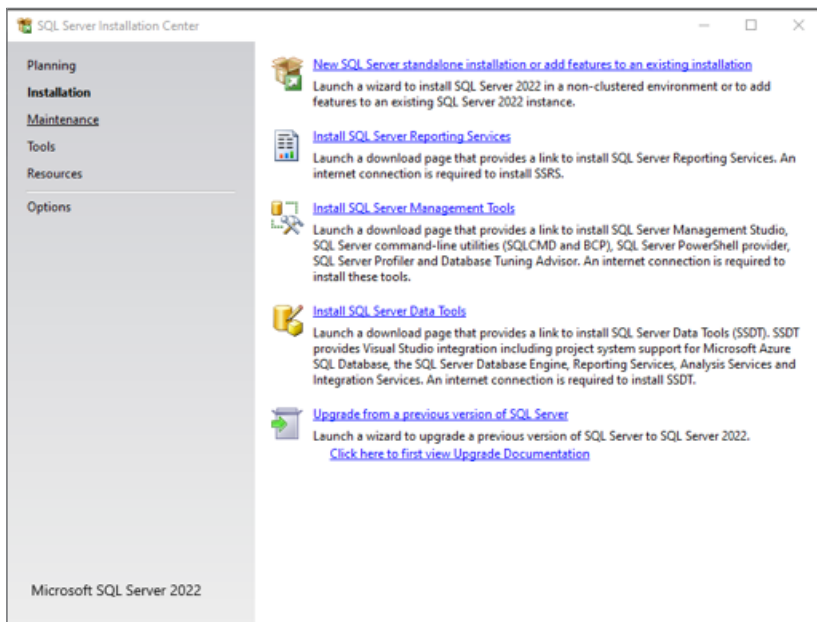 SQL Server Installation Center
Planning
Installation
Maintenance
Tools
Resources
Options
Microsoft SQL Server 2022
New SQL Server standalone installation or add features to an existing installation
Launch a wizard to install SQL Server 2022 in a non-clustered environment or to add
features to an existing SQL Server 2022 instance.
Install SQL Server Reporting Services
Launch a download page that provides a link to install SQL Server Reporting Services. An
internet connection is required to install SSRS.
Install SQL Server Management Tools
Launch a download page that provides a link to install SQL Server Management Studio,
SQL Server command-line utilities (SQLCMD and BCP), SQL Server PowerShell provider,
SQL Server Profiler and Database Tuning Advisor. An internet connection is required to
install these tools.
Install SQL Server Data Tools
Launch a download page that provides a link to install SQL Server Data Tools (SSDT). SSDT
provides Visual Studio integration including project system support for Microsoft Azure
SQL Database, the SQL Server Database Engine, Reporting Services, Analysis Services and
Integration Services. An internet connection is required to install SSDT.
Upgrade from a previous version of SQL Server
Launch a wizard to upgrade a previous version of SQL Server to SQL Server 2022.
Click here to first view Upgrade Documentation